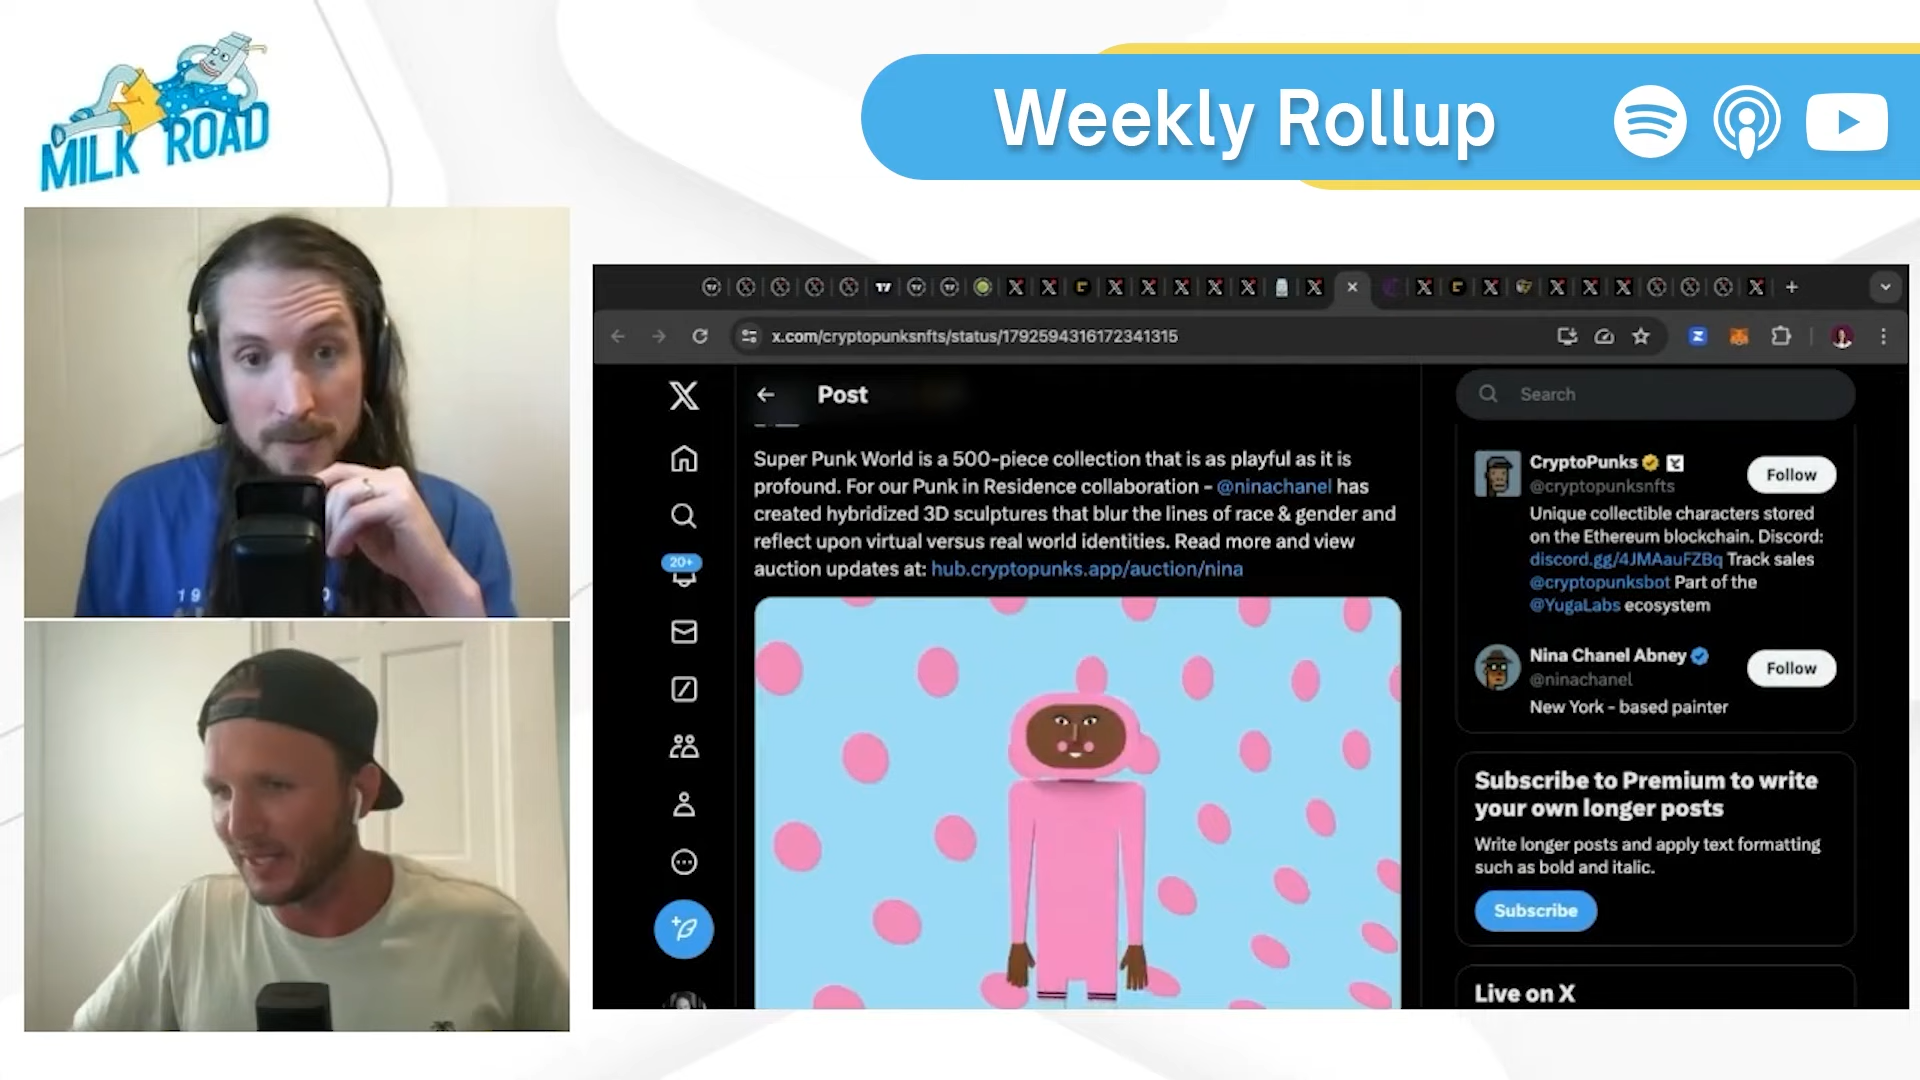 MILK ROAD
Weekly Rollup
x.com/cryptopunksnfts/status/1792594316172341315
Post
Super Punk World is a 500-piece collection that is as playful as it is
profound. For our Punk in Residence collaboration - @ninachanel has
created hybridized 3D sculptures that blur the lines of race & gender and
reflect upon virtual versus real world identities. Read more and view
auction updates at: hub.cryptopunks.app/auction/nina
20+
Search
CryptoPunks
@cryptopunksnfts
Follow
Unique collectible characters stored
on the Ethereum blockchain. Discord:
discord.gg/4JMAauFZBq Track sales
@cryptopunksbot Part of the
@YugaLabs ecosystem
Nina Chanel Abney
@ninachanel
Follow
New York - based painter
Subscribe to Premium to write
your own longer posts
Write longer posts and apply text formatting
such as bold and italic.
Subscribe
Live on X